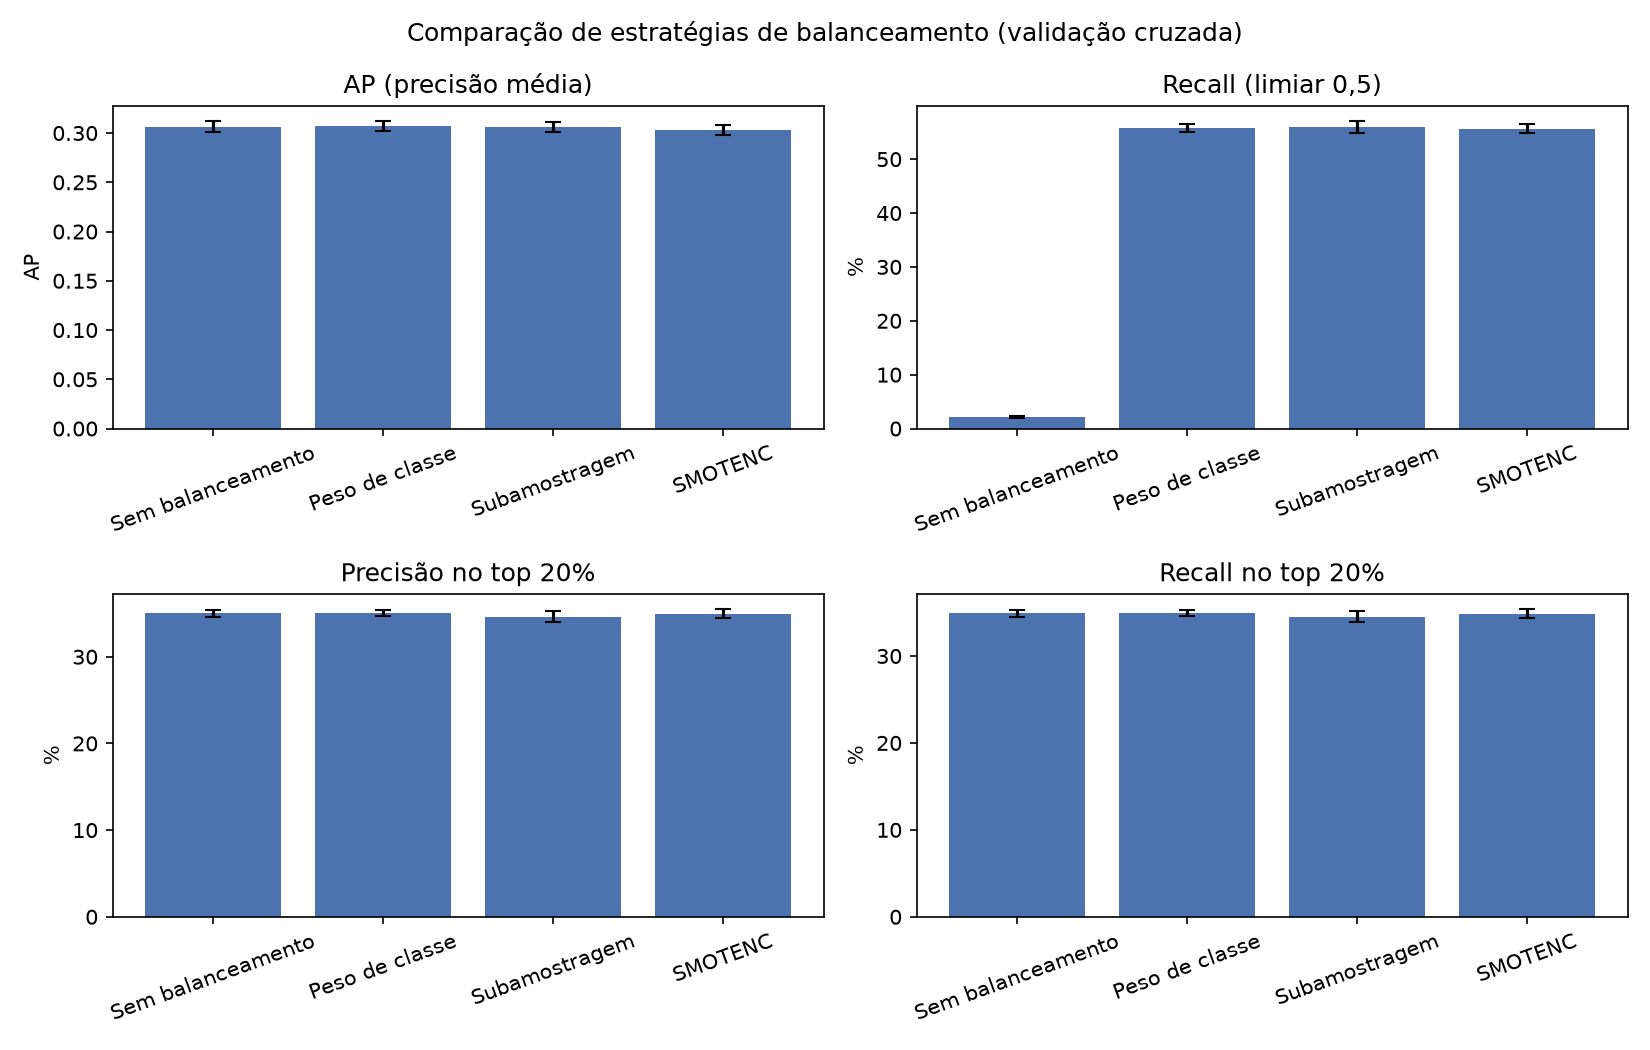 Comparação de estratégias de balanceamento (validação cruzada)
AP (precisão média)
AP
0.30
0.25
0.20
0.15
0.10
0.05
0.00
Sem balanceamento
Peso de classe
Subamostragem
SMOTENC
Recall (limiar 0,5)
%
50
40
30
20
10
0
Sem balanceamento
Peso de classe
Subamostragem
SMOTENC
Precisão no top 20%
%
30
20
10
0
Sem balanceamento
Peso de classe
Subamostragem
SMOTENC
Recall no top 20%
%
30
20
10
0
Sem balanceamento
Peso de classe
Subamostragem
SMOTENC